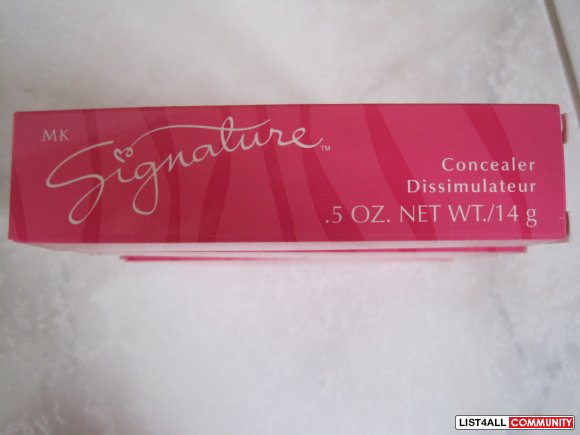 MK
Signature™
Concealer
Dissimulateur
.5 OZ. NET WT./14 g
LIST4ALL COMMUNITY